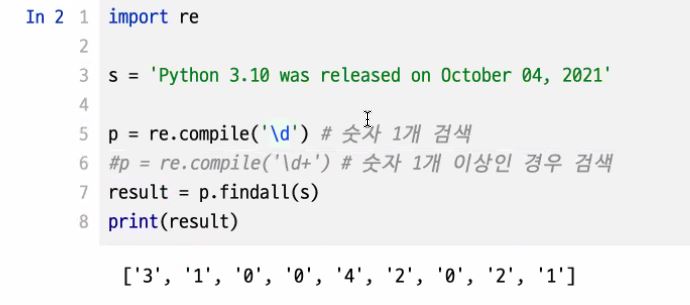 In 2 1 import re
2
3 s = 'Python 3.10 was released on October 04, 2021'
4
5 p = re.compile('\d') # 숫자 1개 검색
6 #p = re.compile('\d+') # 숫자 1개 이상인 경우 검색
7 result = p.findall(s)
8 print(result)
['3', '1', '0', '0', '4', '2', '0', '2', '1']